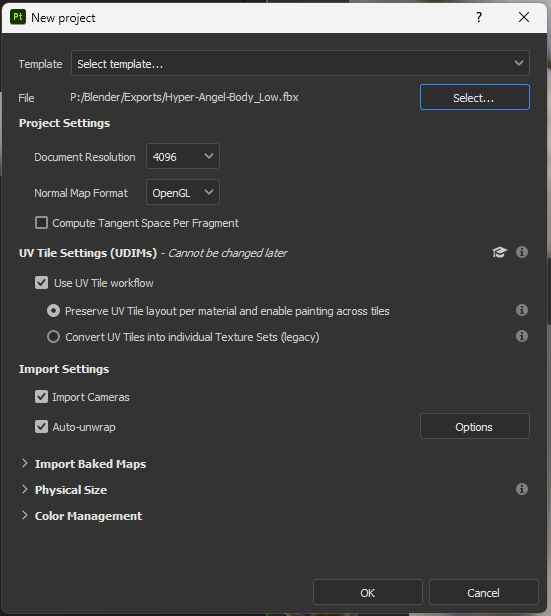 Pt New project ?
Template Select template...
File P:/Blender/Exports/Hyper-Angel-Body_Low.fbx Select...
Project Settings
Document Resolution 4096
Normal Map Format OpenGL
Compute Tangent Space Per Fragment
UV Tile Settings (UDIMs) - Cannot be changed later
Use UV Tile workflow
Preserve UV Tile layout per material and enable painting across tiles
Convert UV Tiles into individual Texture Sets (legacy)
Import Settings
Import Cameras
Auto-unwrap Options
Import Baked Maps
Physical Size
Color Management
OK Cancel